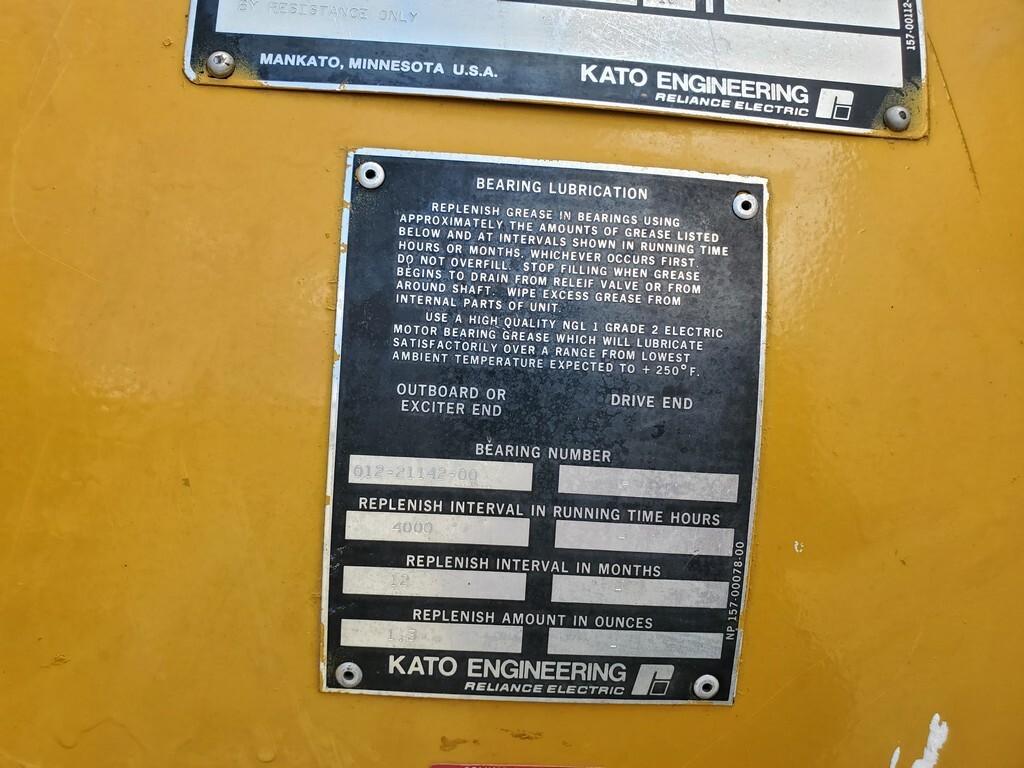 BY RESISTANCE ONLY
157-00112-
MANKATO, MINNESOTA U.S.A.
KATO ENGINEERING
RELIANCE ELECTRIC
BEARING LUBRICATION
REPLENISH GREASE IN BEARINGS USING
APPROXIMATELY THE AMOUNTS OF GREASE LISTED
BELOW AND AT INTERVALS SHOWN IN RUNNING TIME
HOURS OR MONTHS, WHICHEVER OCCURS FIRST.
DO NOT OVERFILL. STOP FILLING WHEN GREASE
BEGINS TO DRAIN FROM RELEIF VALVE OR FROM
AROUND SHAFT. WIPE EXCESS GREASE FROM
INTERNAL PARTS OF UNIT.
USE A HIGH QUALITY NGL 1 GRADE 2 ELECTRIC
MOTOR BEARING GREASE WHICH WILL LUBRICATE
SATISFACTORILY OVER A RANGE FROM LOWEST
AMBIENT TEMPERATURE EXPECTED TO + 250°F.
OUTBOARD OR
EXCITER END
DRIVE END
BEARING NUMBER
012-21142-00 -
REPLENISH INTERVAL IN RUNNING TIME HOURS
4000 -
REPLENISH INTERVAL IN MONTHS
12 -
REPLENISH AMOUNT IN OUNCES
1.3 -
KATO ENGINEERING
RELIANCE ELECTRIC
NP 157-00078-00